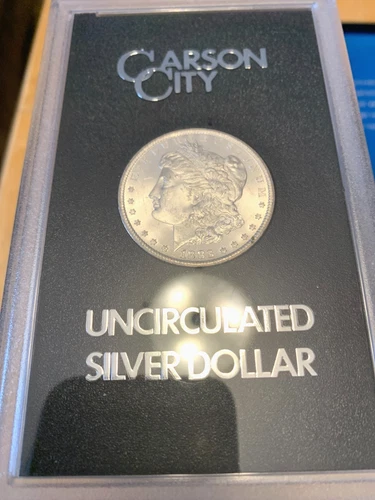 CARSON
CITY
UNCIRCULATED
SILVER DOLLAR